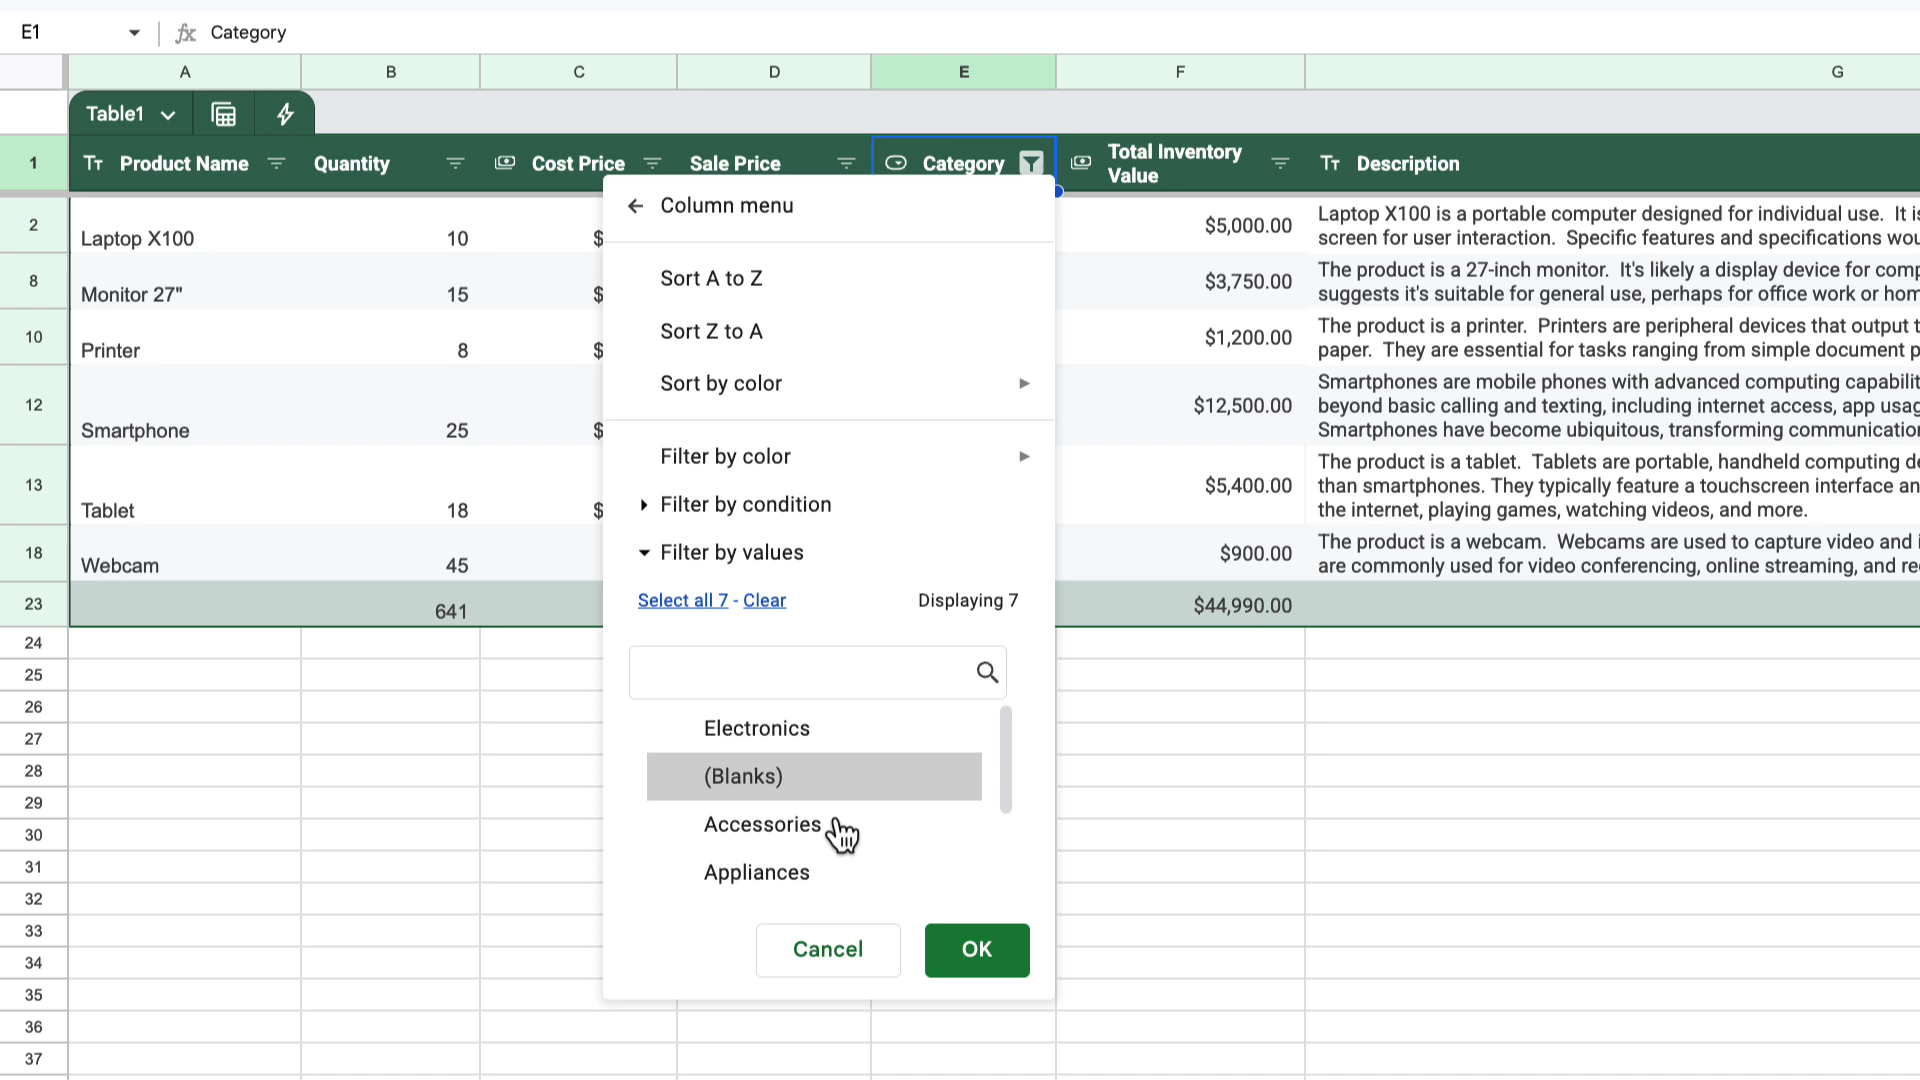 E1
Category
A B C D E F G
Table1
1 Product Name Quantity Cost Price Sale Price Category Total Inventory Value Description
Column menu
2 Laptop X100 10 $ $5,000.00 Laptop X100 is a portable computer designed for individual use. It is
screen for user interaction. Specific features and specifications wou
Sort A to Z
8 Monitor 27" 15 $ $3,750.00 The product is a 27-inch monitor. It's likely a display device for comp
suggests it's suitable for general use, perhaps for office work or hom
Sort Z to A
10 Printer 8 $ $1,200.00 The product is a printer. Printers are peripheral devices that output t
paper. They are essential for tasks ranging from simple document p
Sort by color
12 Smartphone 25 $ $12,500.00 Smartphones are mobile phones with advanced computing capabilit
beyond basic calling and texting, including internet access, app usag
Smartphones have become ubiquitous, transforming communication
Filter by color
13 Tablet 18 $ $5,400.00 The product is a tablet. Tablets are portable, handheld computing de
than smartphones. They typically feature a touchscreen interface an
the internet, playing games, watching videos, and more.
Filter by condition
18 Webcam 45 $900.00 The product is a webcam. Webcams are used to capture video and i
are commonly used for video conferencing, online streaming, and re
Filter by values
23 641 $44,990.00
Select all 7 - Clear Displaying 7
Electronics
(Blanks)
Accessories
Appliances
Cancel OK
24
25
26
27
28
29
30
31
32
33
34
35
36
37